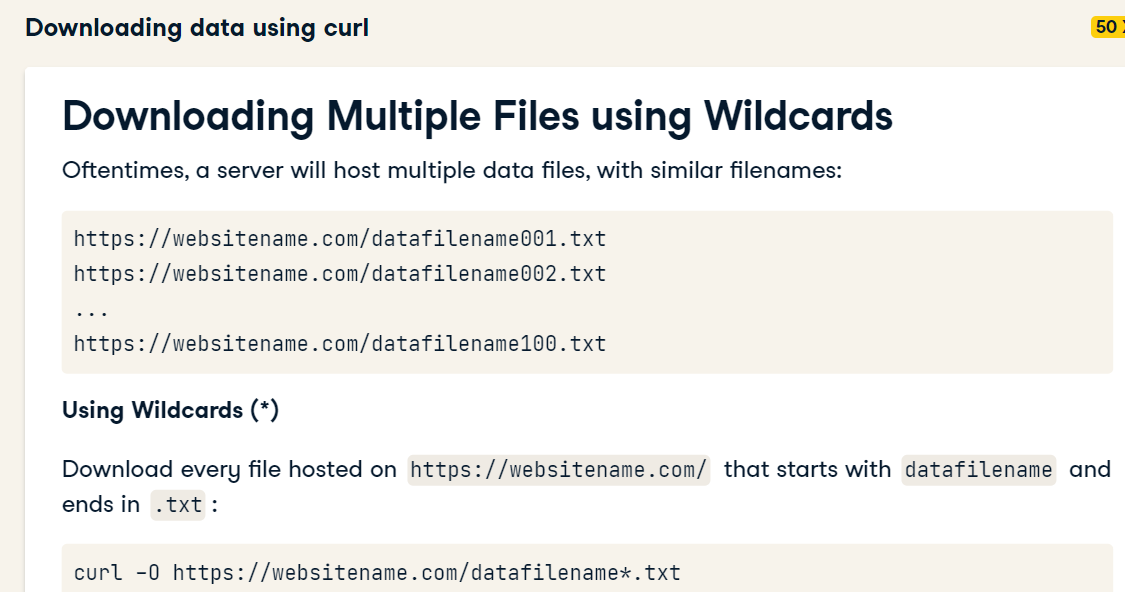 Downloading data using curl
50
Downloading Multiple Files using Wildcards
Oftentimes, a server will host multiple data files, with similar filenames:
https://websitename.com/datafilename001.txt
https://websitename.com/datafilename002.txt
...
https://websitename.com/datafilename100.txt
Using Wildcards (*)
Download every file hosted on https://websitename.com/ that starts with datafilename and
ends in .txt :
curl -O https://websitename.com/datafilename*.txt